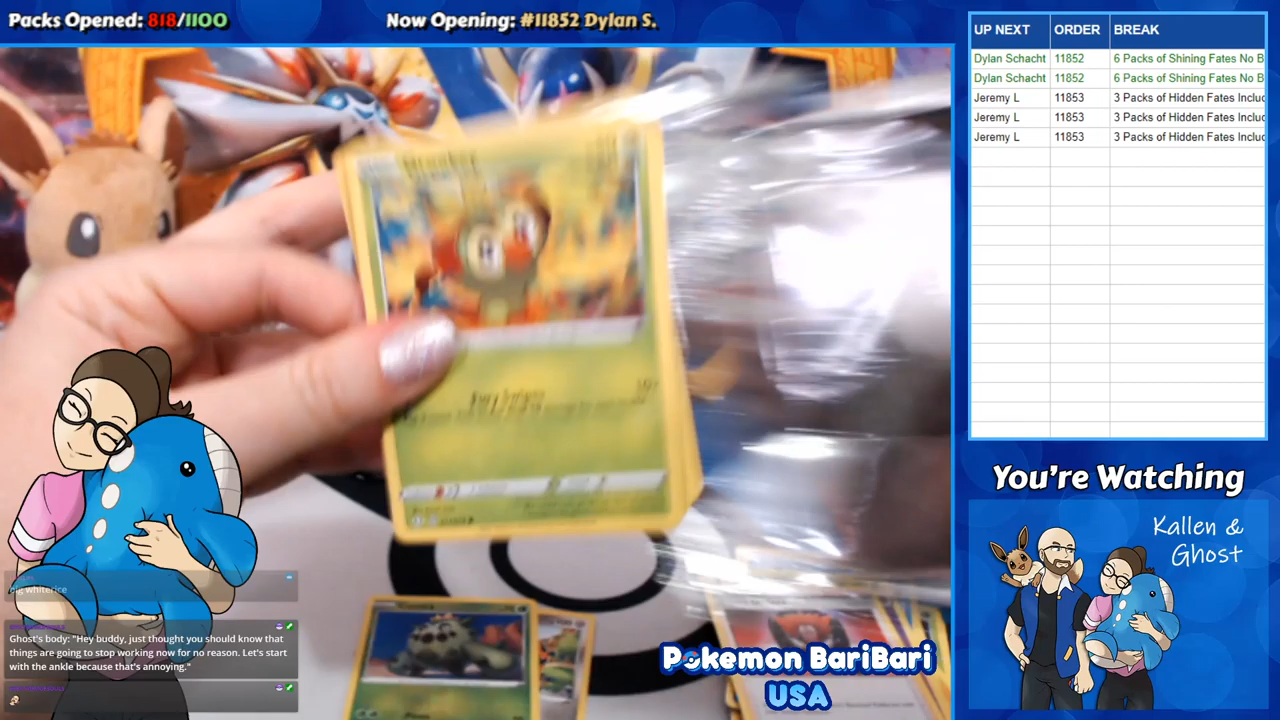 Packs Opened: 818/1100
Now Opening: #11852 Dylan S.
UP NEXT ORDER BREAK
Dylan Schacht 11852 6 Packs of Shining Fates No B
Dylan Schacht 11852 6 Packs of Shining Fates No B
Jeremy L 11853 3 Packs of Hidden Fates Includ
Jeremy L 11853 3 Packs of Hidden Fates Includ
Jeremy L 11853 3 Packs of Hidden Fates Includ
whiterice
Ghost's body: "Hey buddy, just thought you should know that
things are going to stop working now for no reason. Let's start
with the ankle because that's annoying."
Pokemon BariBari
USA
You're Watching
Kallen &
Ghost